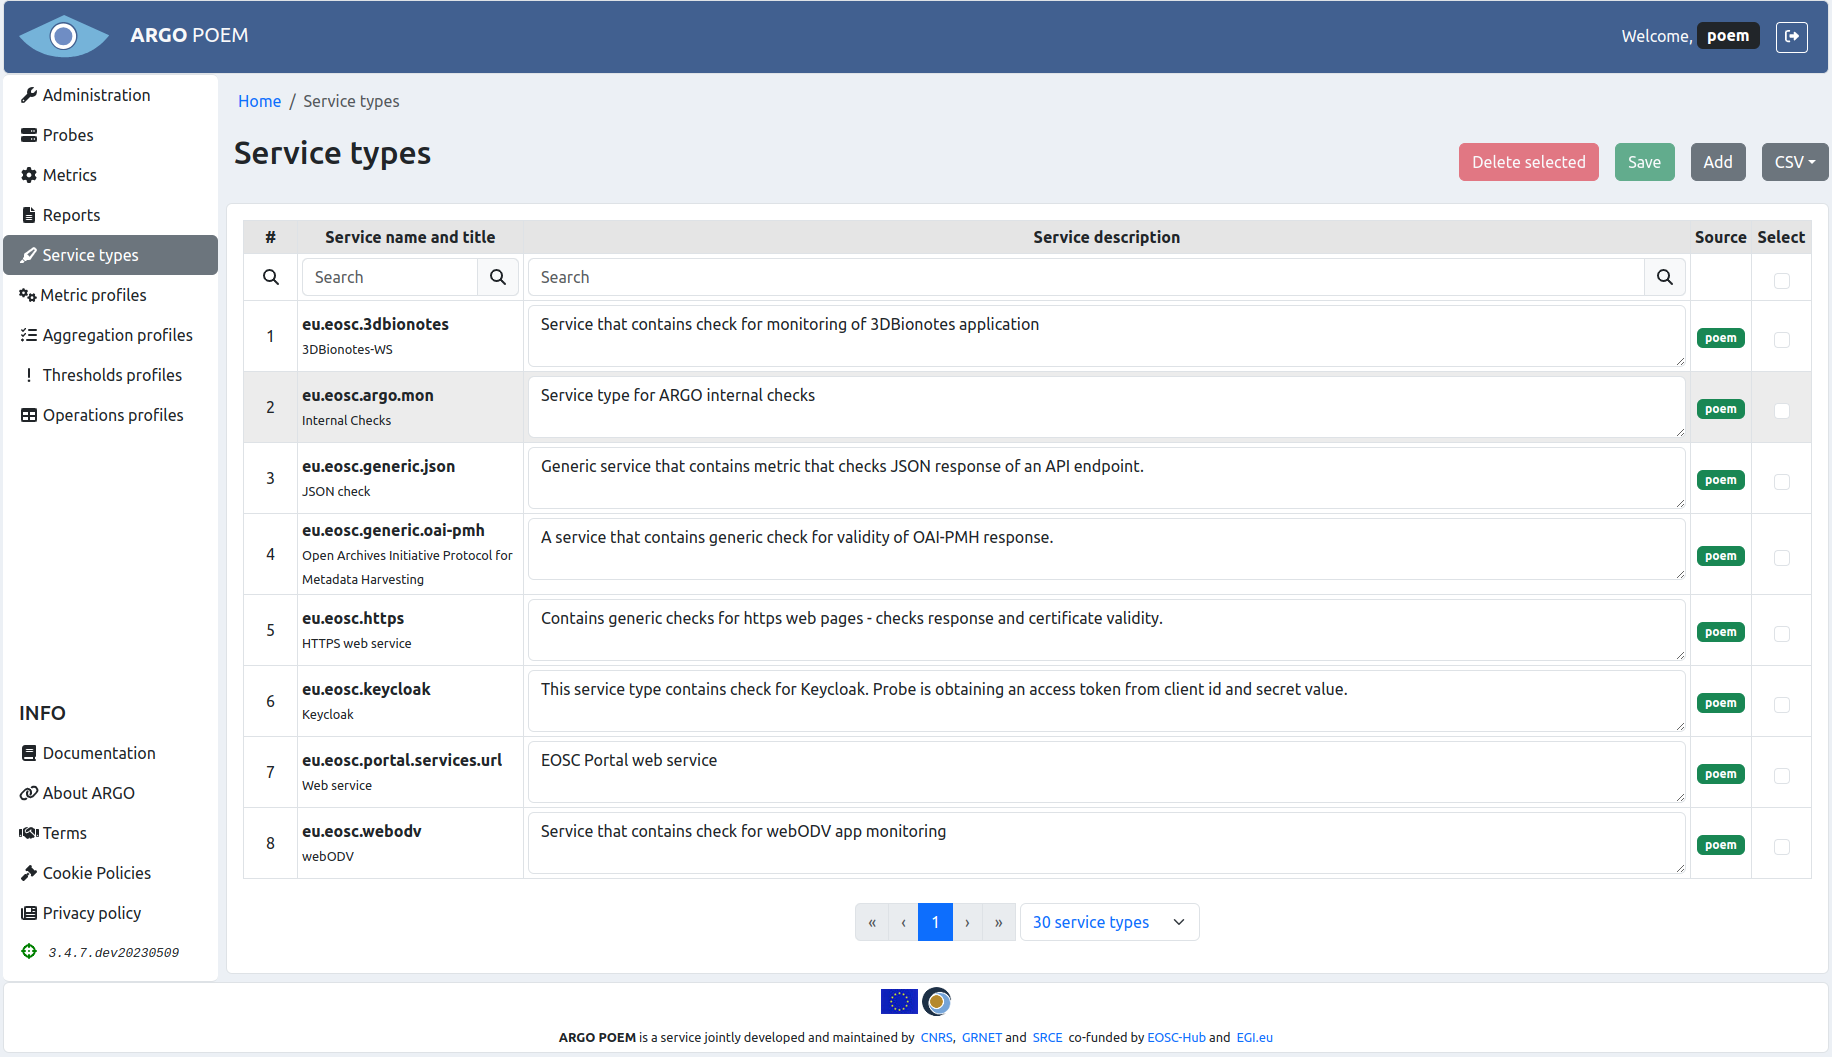 ARGO POEM
Welcome, poem
Administration
Probes
Metrics
Reports
Service types
Metric profiles
Aggregation profiles
Thresholds profiles
Operations profiles
INFO
Documentation
About ARGO
Terms
Cookie Policies
Privacy policy
3.4.7.dev20230509
Home / Service types
Service types
Delete selected Save Add CSV
# Service name and title Service description Source Select
Search Search
1 eu.eosc.3dbionotes Service that contains check for monitoring of 3DBionotes application poem
3DBionotes-WS
2 eu.eosc.argo.mon Service type for ARGO internal checks poem
Internal Checks
3 eu.eosc.generic.json Generic service that contains metric that checks JSON response of an API endpoint. poem
JSON check
4 eu.eosc.generic.oai-pmh A service that contains generic check for validity of OAI-PMH response. poem
Open Archives Initiative Protocol for
Metadata Harvesting
5 eu.eosc.https Contains generic checks for https web pages - checks response and certificate validity. poem
HTTPS web service
6 eu.eosc.keycloak This service type contains check for Keycloak. Probe is obtaining an access token from client id and secret value. poem
Keycloak
7 eu.eosc.portal.services.url EOSC Portal web service poem
Web service
8 eu.eosc.webodv Service that contains check for webODV app monitoring poem
webODV
« ‹ 1 › » 30 service types
ARGO POEM is a service jointly developed and maintained by CNRS, GRNET and SRCE co-funded by EOSC-Hub and EGI.eu